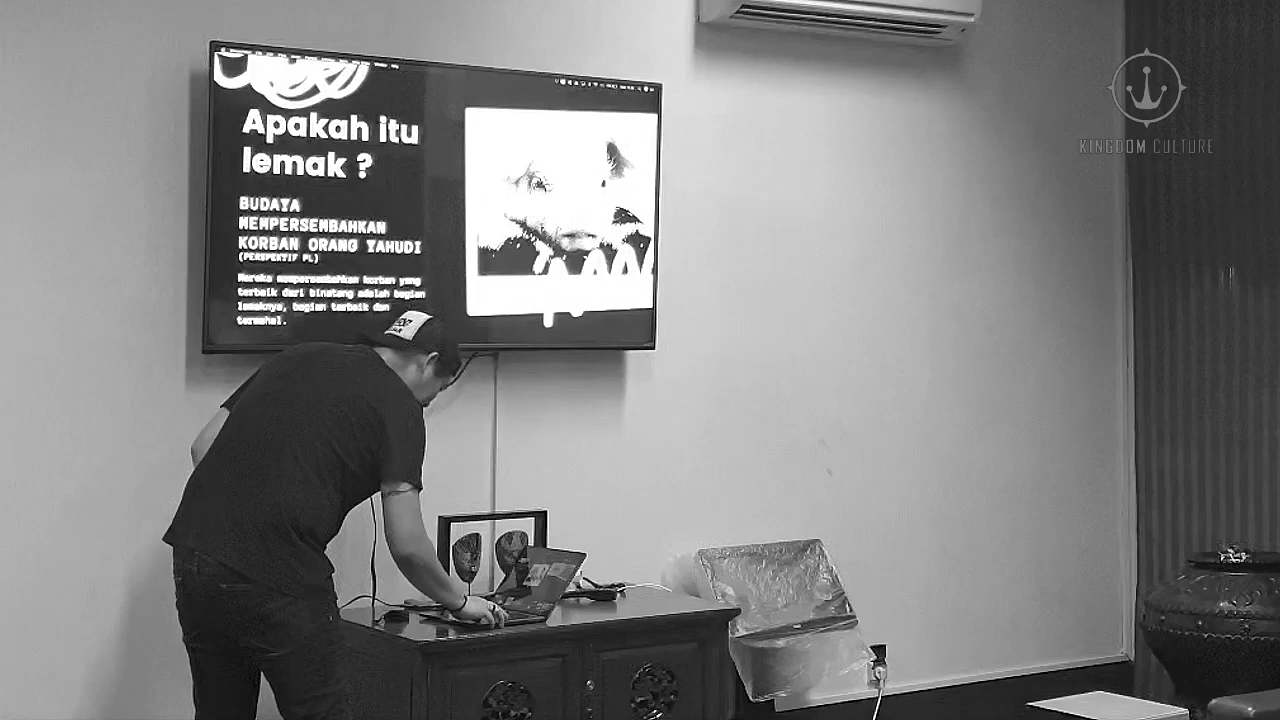 Apakah itu
lemak ?
BUDAYA
MEMPERSEMBAHKAN
KORBAN ORANG YAHUDI
(PERSPEKTIF PL)
Mereka mempersembahkan korban yang
terbaik dari binatang adalah bagian
lemaknya, bagian terbaik dan
termahal.
KINGDOM CULTURE